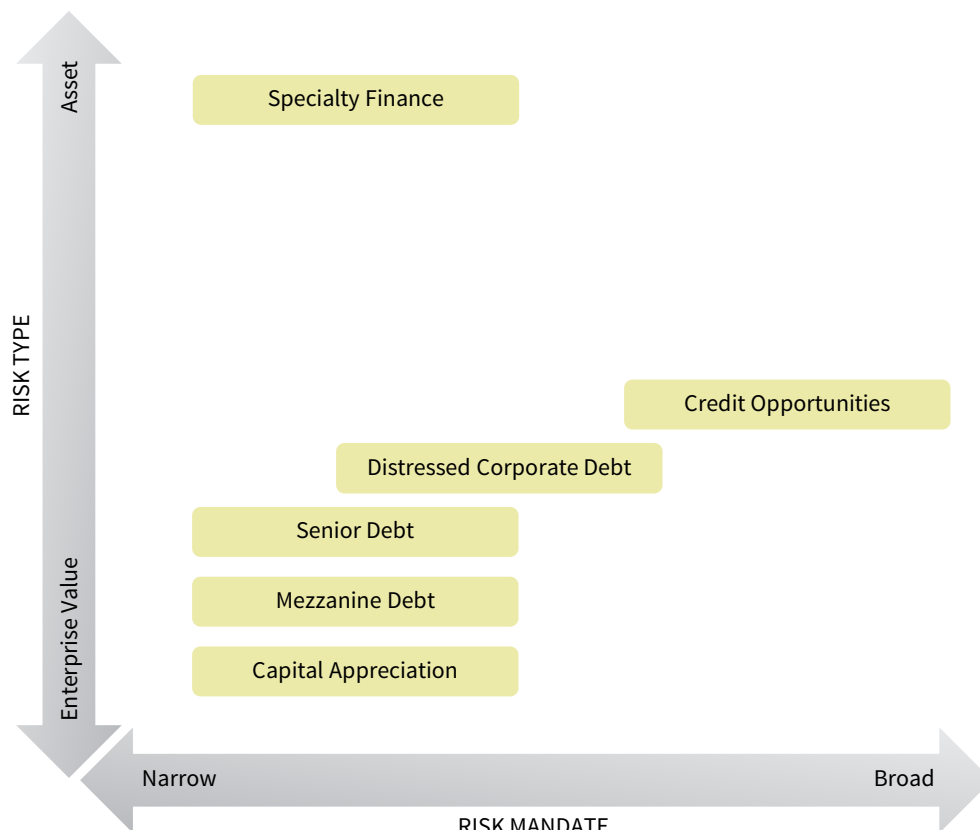 Asset
Specialty Finance
RISK TYPE
Credit Opportunities
Distressed Corporate Debt
Senior Debt
Enterprise Value
Mezzanine Debt
Capital Appreciation
Narrow
Broad
RISK MANDATE